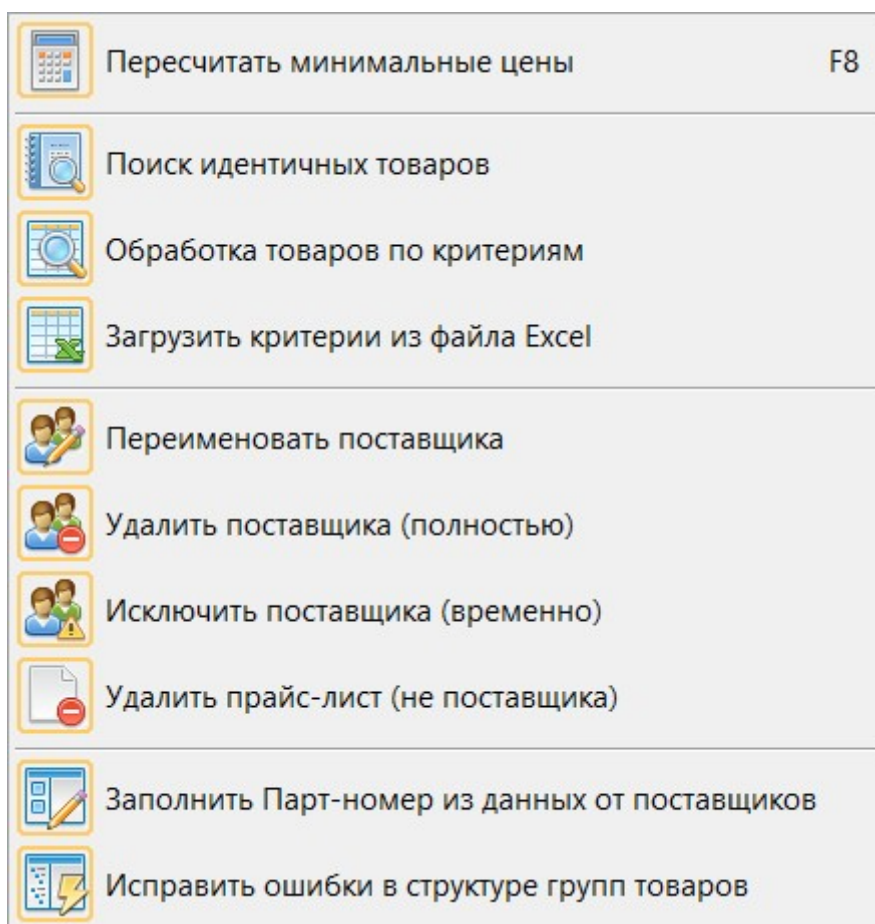 Пересчитать минимальные цены F8
Поиск идентичных товаров
Обработка товаров по критериям
Загрузить критерии из файла Excel
Переименовать поставщика
Удалить поставщика (полностью)
Исключить поставщика (временно)
Удалить прайс-лист (не поставщика)
Заполнить Парт-номер из данных от поставщиков
Исправить ошибки в структуре групп товаров